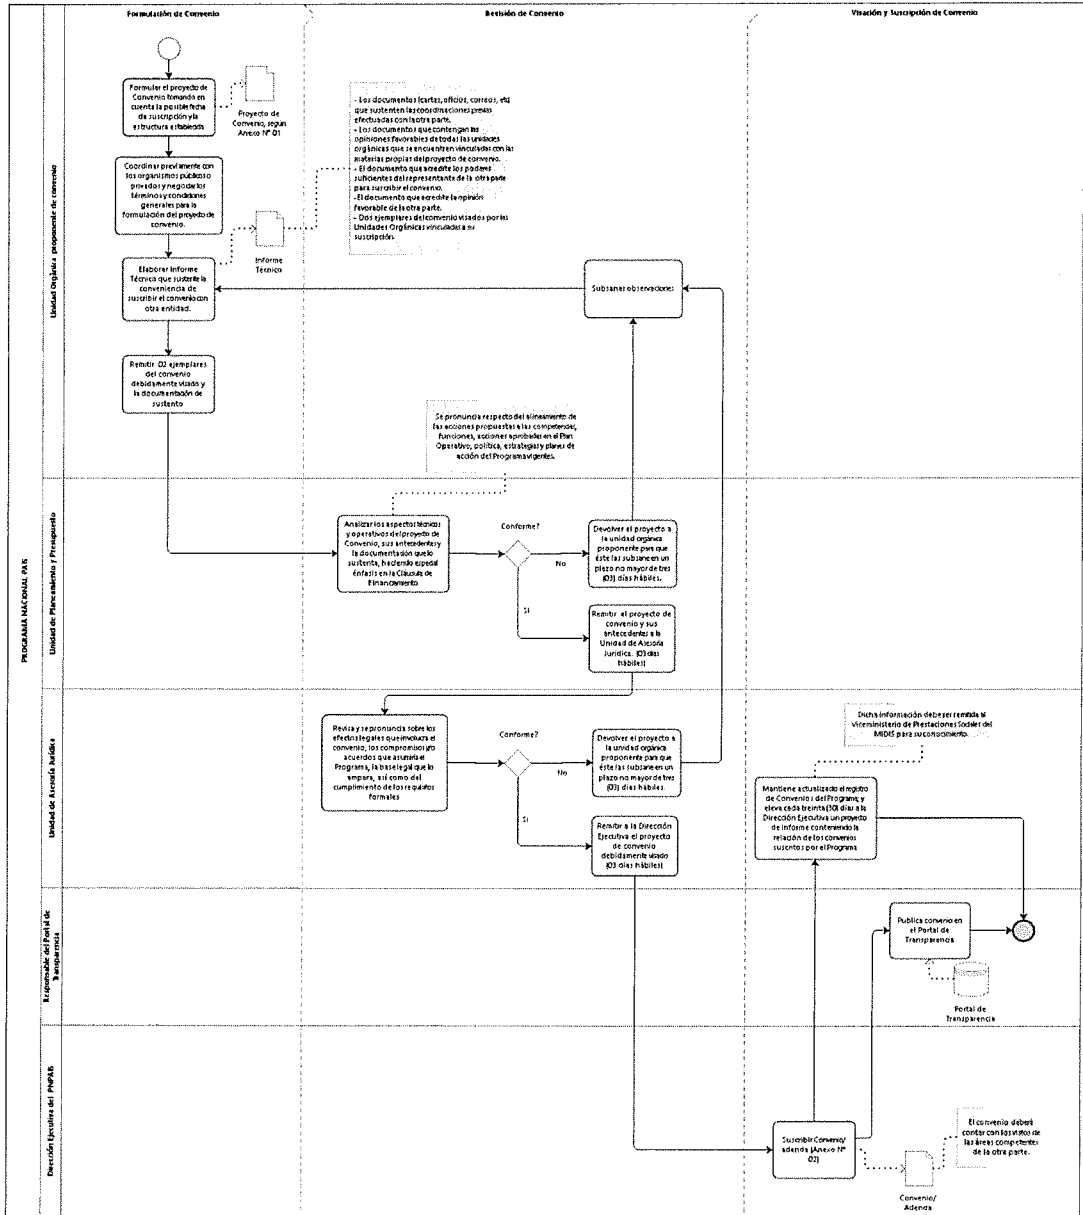 Formulación de Convenio
Revisión de Convenio
Visación y Suscripción de Convenio
PROGRAMA NACIONAL PAIS
Unidad Orgánica proponente de convenio
Formular el proyecto de
Convenio tomando en
cuenta la posible fecha
de suscripción y la
estructura establecida
Proyecto de
Convenio, según
Anexo N° 01
Coordinar previamente con
los organismos públicos o
privados y negociar los
término y condiciones
generales para la
formulación del proyecto de
convenio.
Informe
Técnico
- Los documentos (cartas, oficios, correos, etc)
que sustenten las coordinaciones previas
efectuadas con la otra parte.
- Los documentos que contengan las
opiniones favorables de todas las unidades
orgánicas que se encuentren vinculadas con las
materias propias del proyecto de convenio.
- El documento que acredite los poderes
suficientes del representante de la otra parte
para suscribir el convenio.
-El documento que acredite la opinión
favorable de la otra parte.
- Dos ejemplares del convenio visados por las
Unidades Orgánicas vinculadas a su
suscripción.
Elaborar Informe
Técnico que sustente la
conveniencia de
suscribir el convenio con
otra entidad.
Subsanar observaciones
Remitir 02 ejemplares
del convenio
debidamente visado y
la documentación de
sustento
Se pronuncia respecto del alineamiento de
las acciones propuestas a las competencias,
funciones, acciones aprobadas en el Plan
Operativo, política, estrategias y planes de
acción del Programa vigentes.
Unidad de Planeamiento y Presupuesto
Analizar los aspectos técnicos
y operativos del proyecto de
Convenio, sus antecedentes y
la documentación que lo
sustenta, haciendo especial
énfasis en la Cláusula de
Financiamiento
Conforme?
No
Si
Devolver el proyecto a
la unidad orgánica
proponente para que
éste las subsane en un
plazo no mayor de tres
(03) días hábiles.
Remitir el proyecto de
convenio y sus
antecedentes a la
Unidad de Asesoría
Jurídica. (03 días
hábiles)
Unidad de Asesoría Jurídica
Revisa y se pronuncia sobre los
efectos legales que involucra el
convenio, los compromisos y/o
acuerdos que asumiría el
Programa, la base legal que lo
ampara, así como del
cumplimiento de los requisitos
formales
Conforme?
No
Si
Devolver el proyecto a
la unidad orgánica
proponente para que
éste las subsane en un
plazo no mayor de tres
(03) días hábiles.
Remitir a la Dirección
Ejecutiva el proyecto
de convenio
debidamente visado
(03 días hábiles)
Dicha información debe ser remitida al
Viceministerio de Prestaciones Sociales del
MIDIS para su conocimiento.
Mantiene actualizado el registro
de Convenios del Programa; y
eleva cada treinta (30) días a la
Dirección Ejecutiva un proyecto
de informe conteniendo la
relación de los convenios
suscritos por el Programa
Responsable del Portal de
Transparencia
Publica convenio en
el Portal de
Transparencia
Portal de
Transparencia
Dirección Ejecutiva del PNPAIS
Suscribir Convenio/
adenda (Anexo N°
02)
El convenio deberá
contar con los vistos de
las áreas competentes
de la otra parte.
Convenio/
Adenda